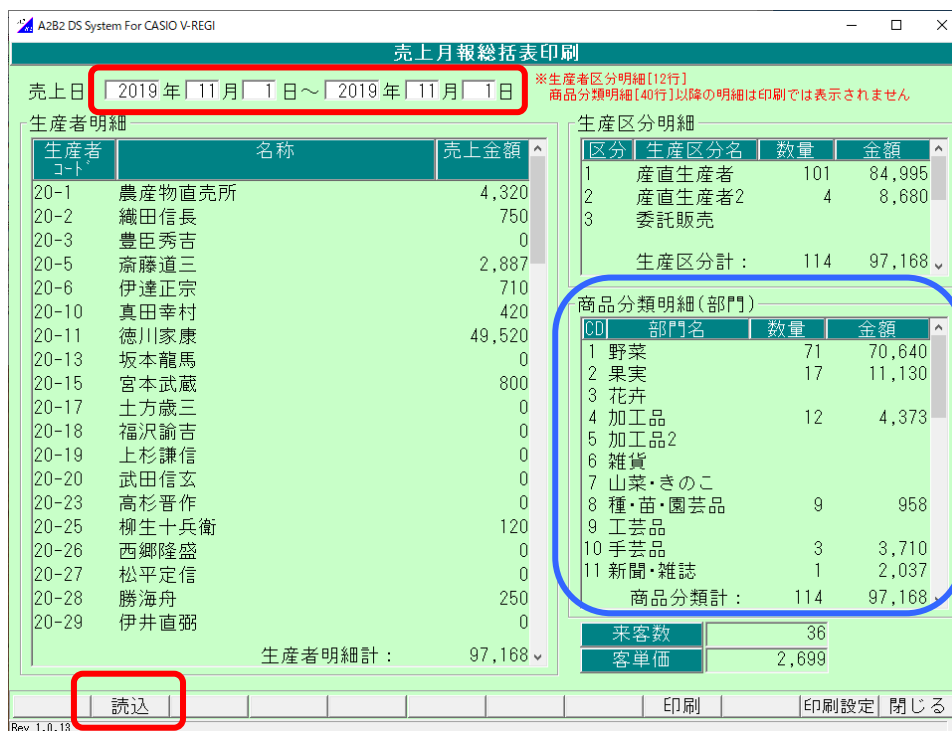 A2B2 DS System For CASIO V-REGI
売上月報総括表印刷
売上日 2019年 11月 1日～ 2019年 11月 1日
※生産者区分明細[12行]
商品分類明細[40行]以降の明細は印刷では表示されません
生産者明細
生産者コード 名称 売上金額
20-1 農産物直売所 4,320
20-2 織田信長 750
20-3 豊臣秀吉 0
20-5 斎藤道三 2,887
20-6 伊達正宗 710
20-10 真田幸村 420
20-11 徳川家康 49,520
20-13 坂本龍馬 0
20-15 宮本武蔵 800
20-17 土方歳三 0
20-18 福沢諭吉 0
20-19 上杉謙信 0
20-20 武田信玄 0
20-23 高杉晋作 0
20-25 柳生十兵衛 120
20-26 西郷隆盛 0
20-27 松平定信 0
20-28 勝海舟 250
20-29 伊井直弼 0
生産者明細計： 97,168
生産区分明細
区分 生産区分名 数量 金額
1 産直生産者 101 84,995
2 産直生産者2 4 8,680
3 委託販売
生産区分計： 114 97,168
商品分類明細(部門)
CD 部門名 数量 金額
1 野菜 71 70,640
2 果実 17 11,130
3 花卉
4 加工品 12 4,373
5 加工品2
6 雑貨
7 山菜・きのこ
8 種・苗・園芸品 9 958
9 工芸品
10 手芸品 3 3,710
11 新聞・雑誌 1 2,037
商品分類計： 114 97,168
来客数 36
客単価 2,699
読込 印刷 印刷設定 閉じる
Rev 1.0.13